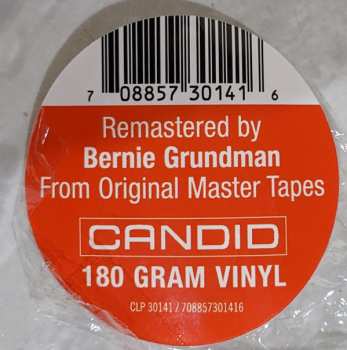 7 08857 30141 6
Remastered by
Bernie Grundman
From Original Master Tapes
CANDID
180 GRAM VINYL
CLP 30141 / 708857301416